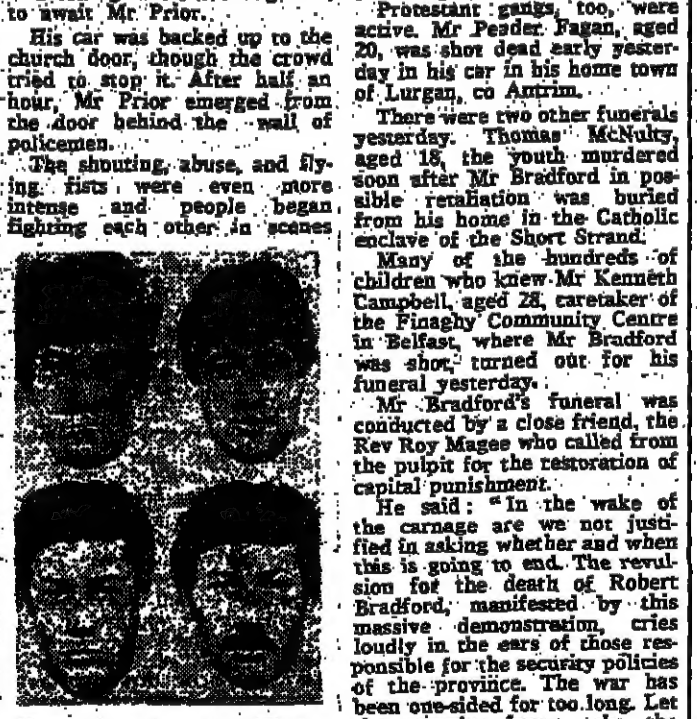 to await Mr. Prior.
His car was backed up to the
church door, though the crowd
tried to stop it. After half an
hour, Mr Prior emerged from
the door behind the wall of
policemen.
The shouting, abuse, and fly-
ing fists were even more
intense and people began
fighting each other in scenes
Protestant gangs, too, were
active. Mr Peader Fagan, aged
20, was shot dead early yester-
day in his car in his home town
of Lurgan, co Antrim.
There were two other funerals
yesterday. Thomas McNulty,
aged 18, the youth murdered
soon after Mr Bradford in pos-
sible retaliation was buried
from his home in the Catholic
enclave of the Short Strand.
Many of the hundreds of
children who knew Mr Kenneth
Campbell, aged 28, caretaker of
the Finaghy Community Centre
in Belfast, where Mr Bradford
was shot, turned out for his
funeral yesterday.
Mr Bradford's funeral was
conducted by a close friend, the
Rev Roy Magee who called from
the pulpit for the restoration of
capital punishment.
He said: "In the wake of
the carnage are we not justi-
fied in asking whether and when
this is going to end. The revul-
sion for the death of Robert
Bradford, manifested by this
massive demonstration, cries
loudly in the ears of those res-
ponsible for the security policies
of the province. The war has
been one-sided for too long. Let